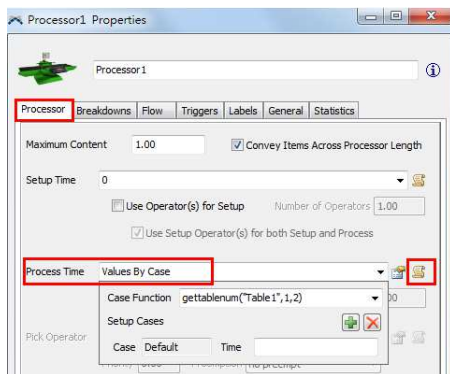 Processor1 Properties
Processor1
Processor Breakdowns Flow Triggers Labels General Statistics
Maximum Content 1.00 Convey Items Across Processor Length
Setup Time 0
Use Operator(s) for Setup Number of Operators 1.00
Use Setup Operator(s) for both Setup and Process
Process Time Values By Case
Case Function gettablenum("Table1",1,2)
Setup Cases
Pick Operator
Case Default Time